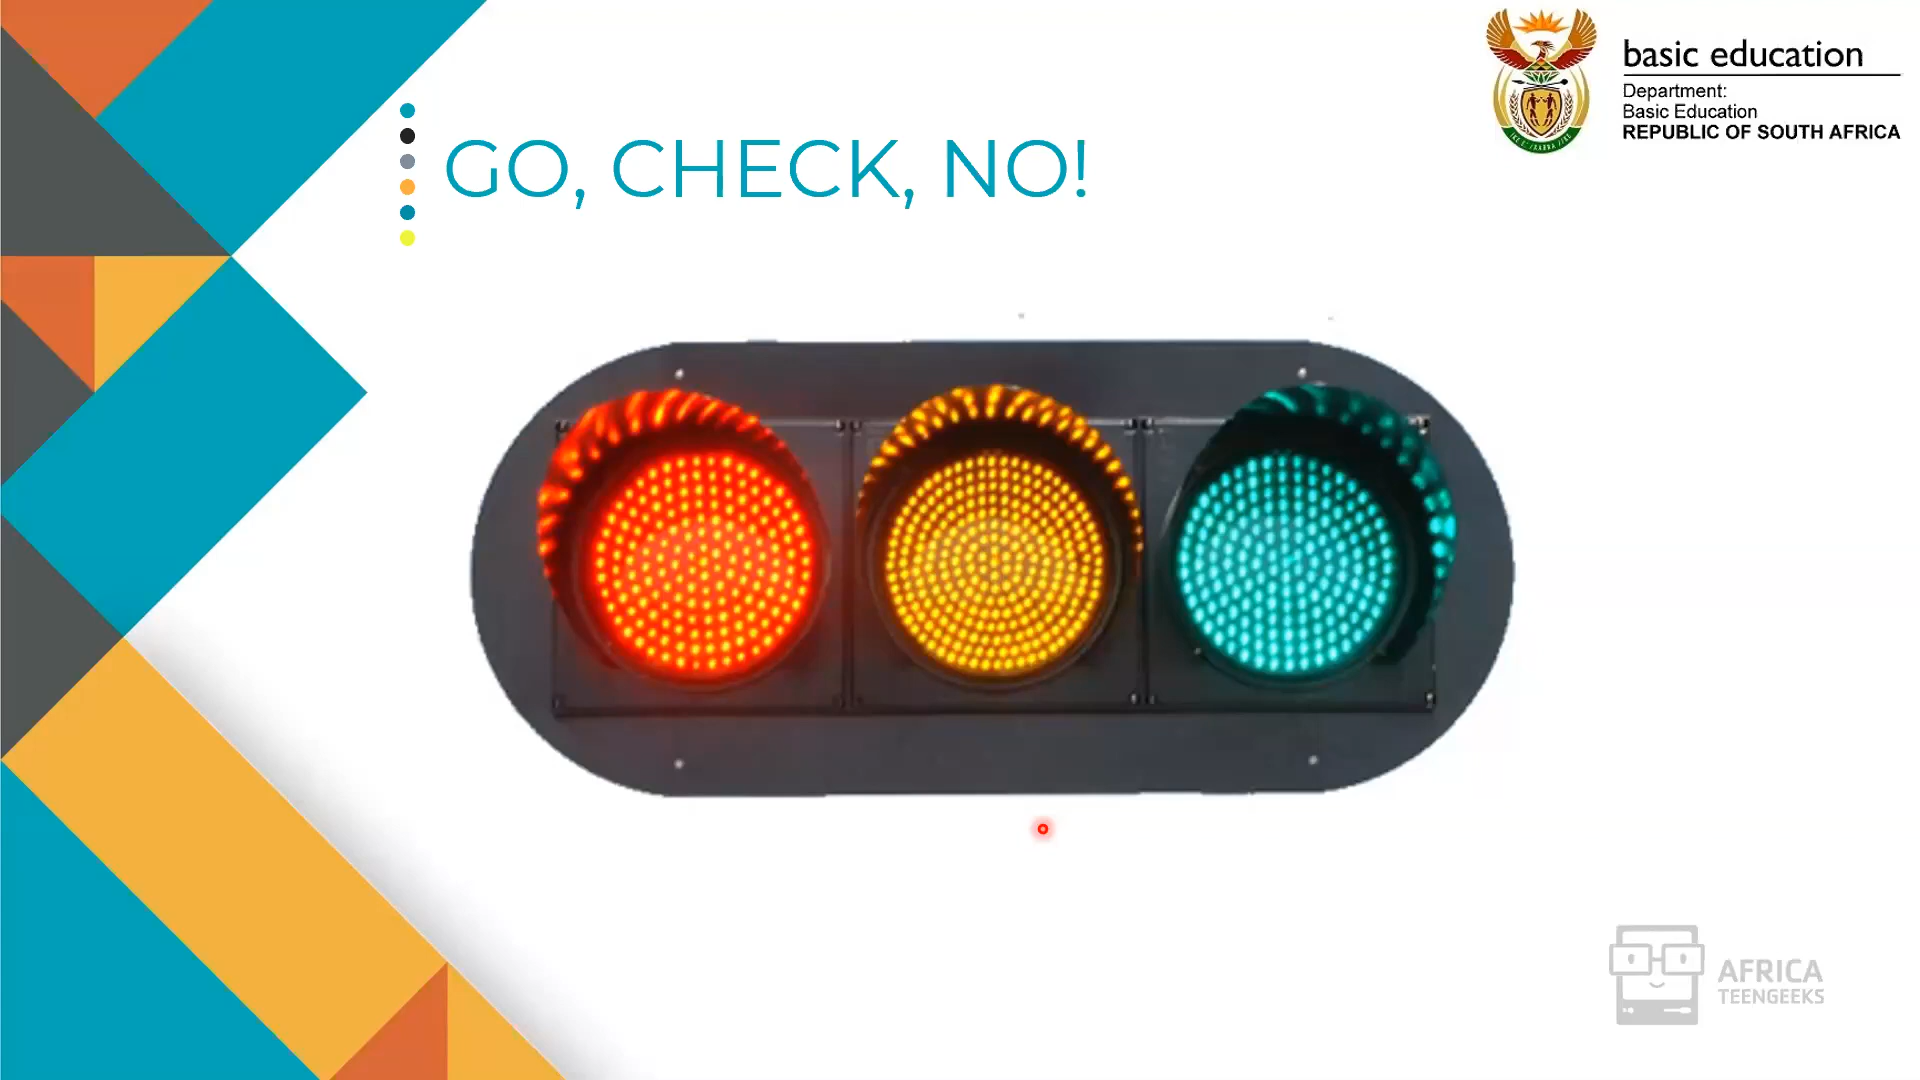 GO, CHECK, NO!
basic education
Department:
Basic Education
REPUBLIC OF SOUTH AFRICA
AFRICA
TEENGEEKS